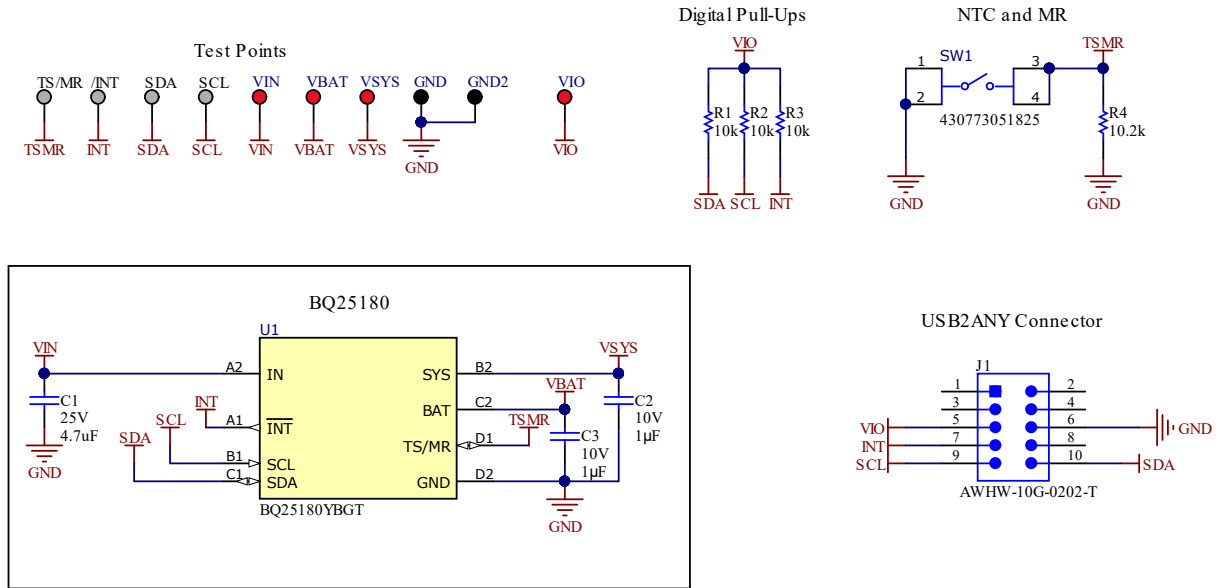 Digital Pull-Ups
NTC and MR
Test Points
TS/MR /INT SDA SCL VIN VBAT VSYS GND GND2 VIO
TSMR INT SDA SCL VIN VBAT VSYS GND VIO
VIO
R1 R2 R3
10k 10k 10k
SDA SCL INT
SW1
TSMR
1 3
2 4
430773051825
R4
10.2k
GND GND
BQ25180
U1
VIN
A2 IN
C1
25V
4.7uF
GND
INT
A1 INT
SCL
B1 SCL
SDA
C1 SDA
SYS B2
VSYS
BAT C2
VBAT
TS/MR D1
TSMR
GND D2
C2
10V
1µF
C3
10V
1µF
GND
BQ25180YBGT
USB2ANY Connector
J1
1 2
3 4
VIO 5 6 GND
INT 7 8
SCL 9 10 SDA
AWHW-10G-0202-T